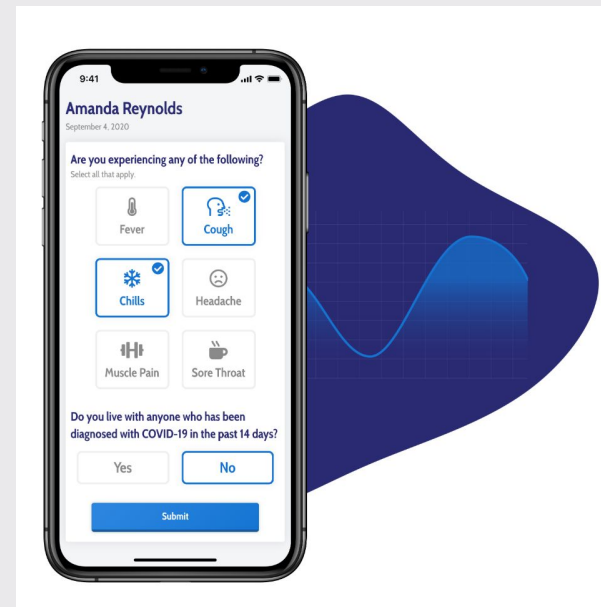 9:41
Amanda Reynolds
September 4, 2020
Are you experiencing any of the following?
Select all that apply.
Fever
Cough
Chills
Headache
Muscle Pain
Sore Throat
Do you live with anyone who has been
diagnosed with COVID-19 in the past 14 days?
Yes
No
Submit